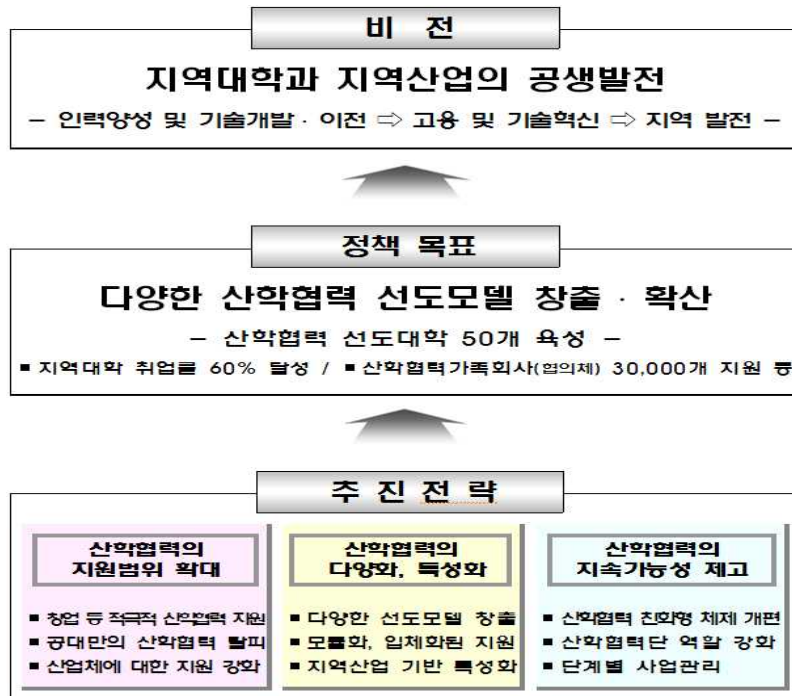 비 전
지역대학과 지역산업의 공생발전
– 인력양성 및 기술개발 · 이전 ⇨ 고용 및 기술혁신 ⇨ 지역 발전 –
정책 목표
다양한 산학협력 선도모델 창출 · 확산
– 산학협력 선도대학 50개 육성 –
▪ 지역대학 취업률 60% 달성 / ▪ 산학협력가족회사(협의체) 30,000개 지원 등
추 진 전 략
산학협력의
지원범위 확대
▪ 창업 등 적극적 산학협력 지원
▪ 공대만의 산학협력 탈피
▪ 산업체에 대한 지원 강화
산학협력의
다양화, 특성화
▪ 다양한 선도모델 창출
▪ 모듈화, 입체화된 지원
▪ 지역산업 기반 특성화
산학협력의
지속가능성 제고
▪ 산학협력 친화형 체제 개편
▪ 산학협력단 역할 강화
▪ 단계별 사업관리